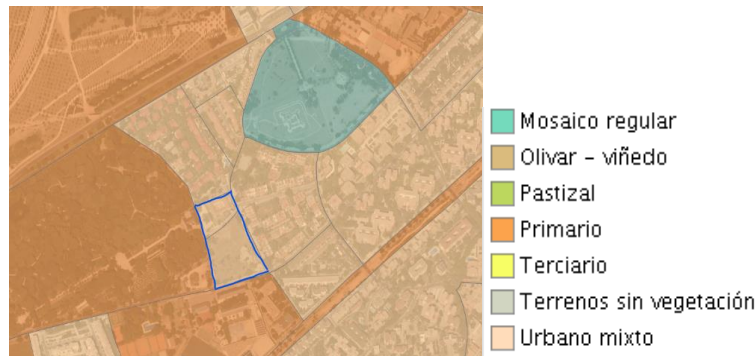 Mosaico regular
Olivar – viñedo
Pastizal
Primario
Terciario
Terrenos sin vegetación
Urbano mixto